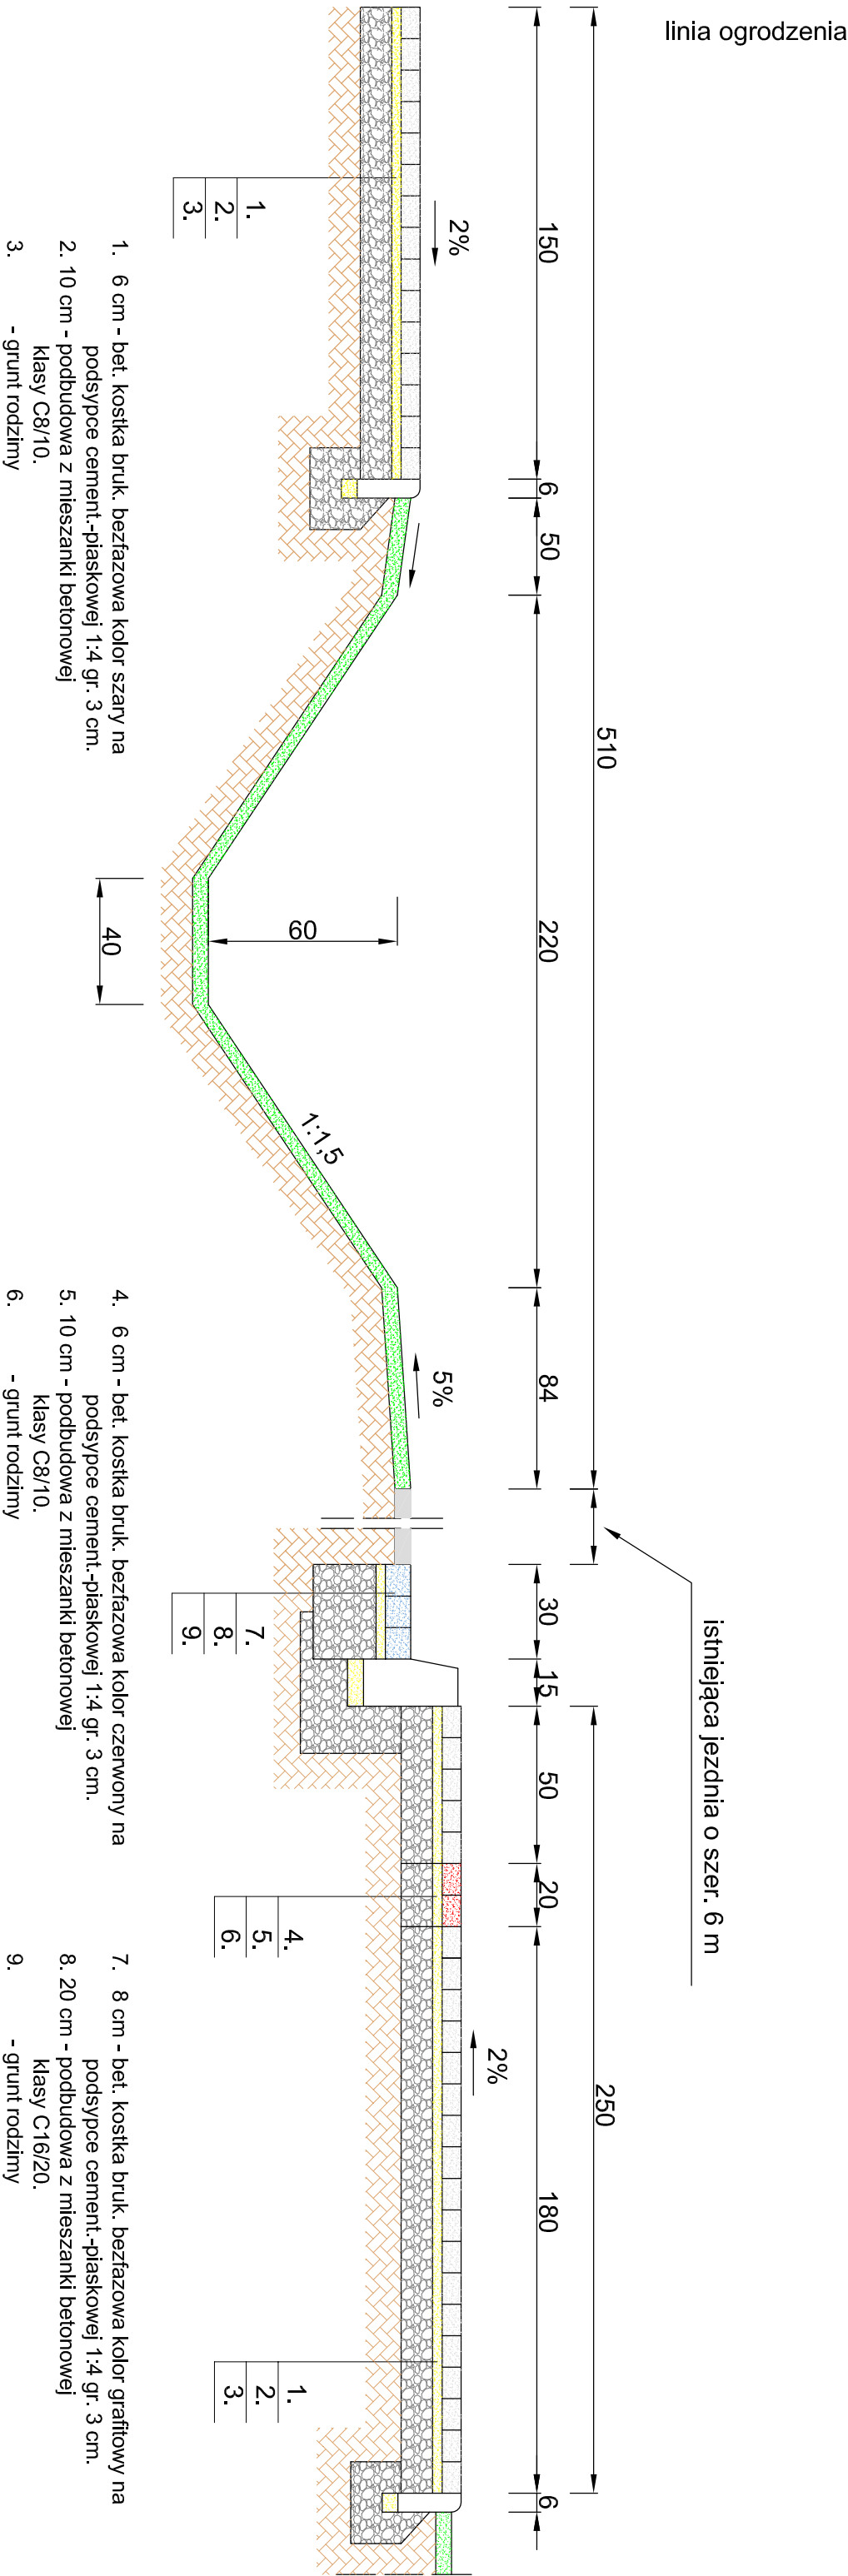 linia ogrodzenia
510
istniejąca jezdnia o szer. 6 m
250
150
6
50
220
84
30
15
50
20
180
6
2%
5%
2%
60
1:1,5
40
1.
2.
3.
7.
8.
9.
4.
5.
6.
1.
2.
3.
1. 6 cm - bet. kostka bruk. bezfazowa kolor szary na
podsypce cement.-piaskowej 1:4 gr. 3 cm.
2. 10 cm - podbudowa z mieszanki betonowej
klasy C8/10.
3. - grunt rodzimy
4. 6 cm - bet. kostka bruk. bezfazowa kolor czerwony na
podsypce cement.-piaskowej 1:4 gr. 3 cm.
5. 10 cm - podbudowa z mieszanki betonowej
klasy C8/10.
6. - grunt rodzimy
7. 8 cm - bet. kostka bruk. bezfazowa kolor grafitowy na
podsypce cement.-piaskowej 1:4 gr. 3 cm.
8. 20 cm - podbudowa z mieszanki betonowej
klasy C16/20.
9. - grunt rodzimy